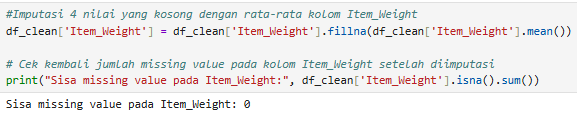 #Imputasi 4 nilai yang kosong dengan rata-rata kolom Item_Weight
df_clean['Item_Weight'] = df_clean['Item_Weight'].fillna(df_clean['Item_Weight'].mean())
# Cek kembali jumlah missing value pada kolom Item_Weight setelah diimputasi
print("Sisa missing value pada Item_Weight:", df_clean['Item_Weight'].isna().sum())
Sisa missing value pada Item_Weight: 0